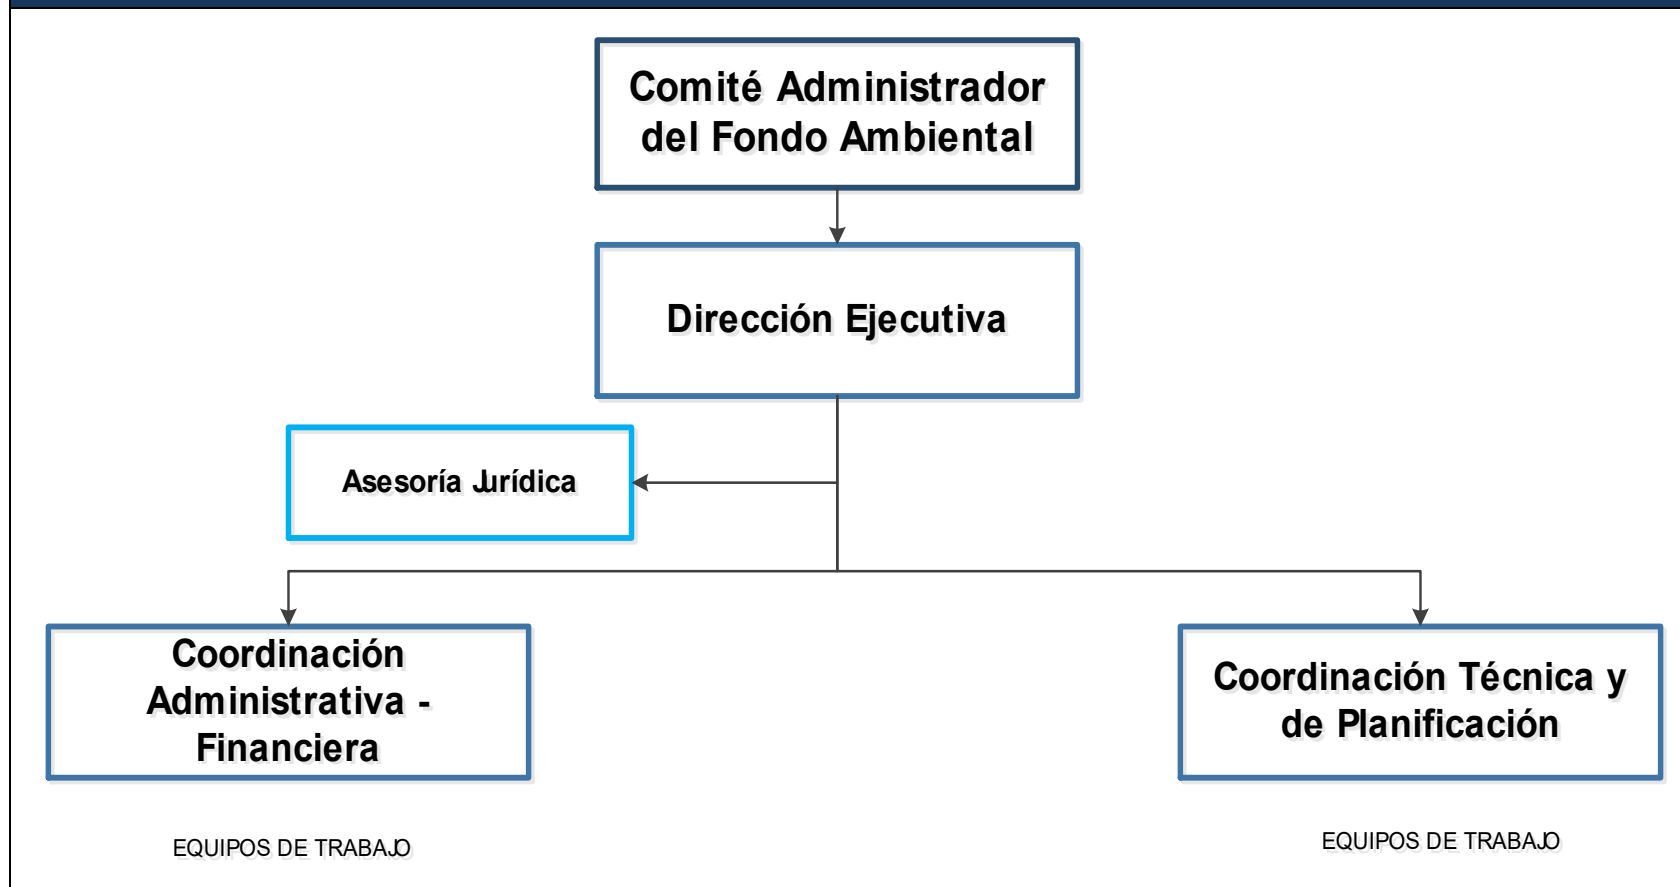 Comité Administrador
del Fondo Ambiental
Dirección Ejecutiva
Asesoría Jurídica
Coordinación
Administrativa -
Financiera
Coordinación Técnica y
de Planificación
EQUIPOS DE TRABAJO
EQUIPOS DE TRABAJO